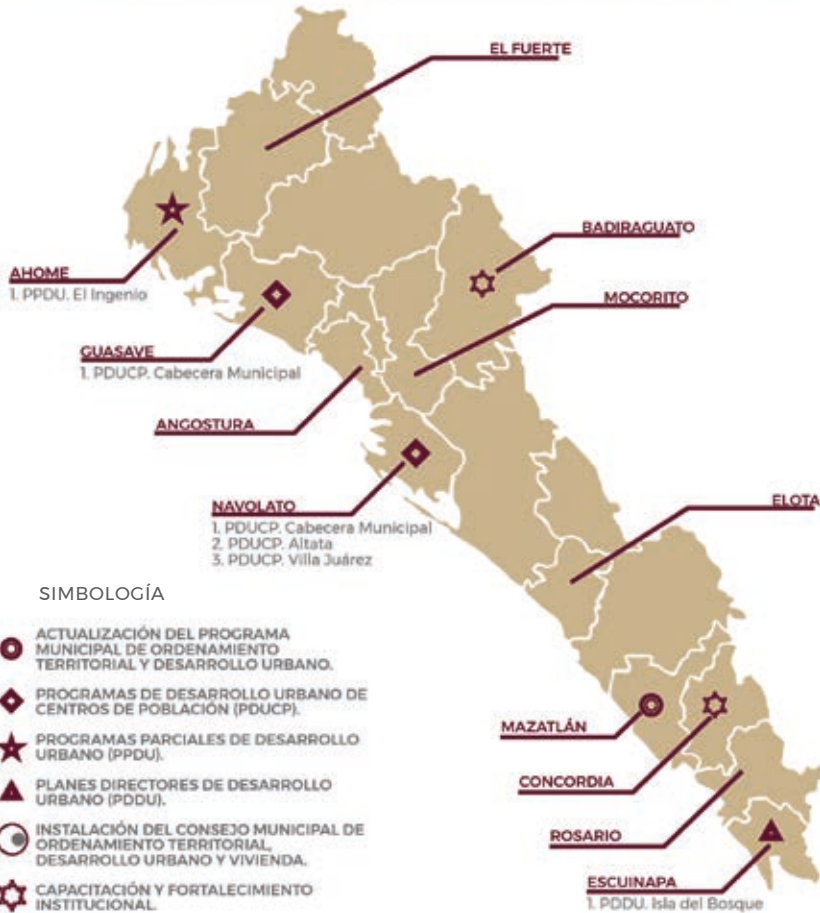 EL FUERTE
BADIRAGUATO
AHOME
1. PPDU. El Ingenio
MOCORITO
GUASAVE
1. PDUCP. Cabecera Municipal
ANGOSTURA
NAVOLATO
1. PDUCP. Cabecera Municipal
2. PDUCP. Altata
3. PDUCP. Villa Juárez
ELOTA
SIMBOLOGÍA
ACTUALIZACIÓN DEL PROGRAMA
MUNICIPAL DE ORDENAMIENTO
TERRITORIAL Y DESARROLLO URBANO.
PROGRAMAS DE DESARROLLO URBANO DE
CENTROS DE POBLACIÓN (PDUCP).
PROGRAMAS PARCIALES DE DESARROLLO
URBANO (PPDU).
PLANES DIRECTORES DE DESARROLLO
URBANO (PDDU).
INSTALACIÓN DEL CONSEJO MUNICIPAL DE
ORDENAMIENTO TERRITORIAL,
DESARROLLO URBANO Y VIVIENDA.
CAPACITACIÓN Y FORTALECIMIENTO
INSTITUCIONAL.
MAZATLÁN
CONCORDIA
ROSARIO
ESCUINAPA
1. PDDU. Isla del Bosque